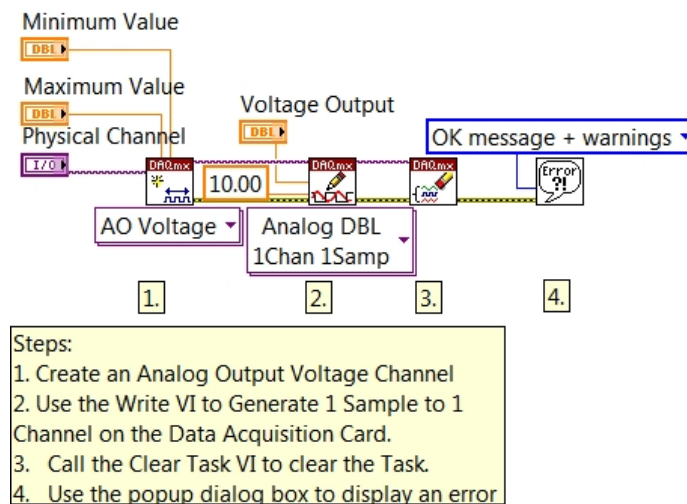 Minimum Value
DBL
Maximum Value
DBL
Voltage Output
DBL
Physical Channel
I/O
OK message + warnings
DAQmx
10.00
DAQmx
DAQmx
Error
?!
AO Voltage
Analog DBL
1Chan 1Samp
1.
2.
3.
4.
Steps:
1. Create an Analog Output Voltage Channel
2. Use the Write VI to Generate 1 Sample to 1
Channel on the Data Acquisition Card.
3. Call the Clear Task VI to clear the Task.
4. Use the popup dialog box to display an error